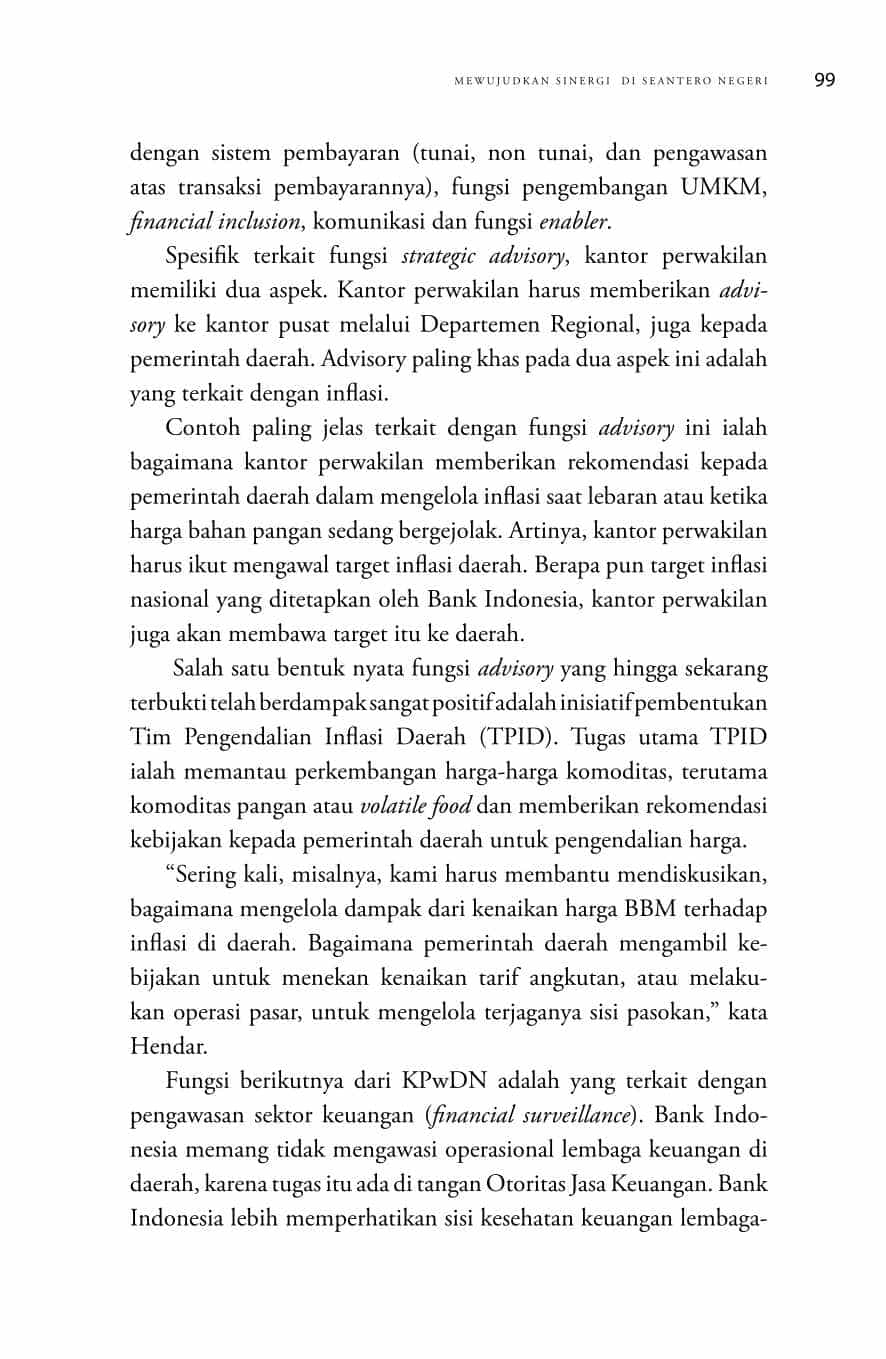 MEWUJUDKAN SINERGI DI SEANTERO NEGERI 99
dengan sistem pembayaran (tunai, non tunai, dan pengawasan
atas transaksi pembayarannya), fungsi pengembangan UMKM,
financial inclusion, komunikasi dan fungsi enabler.
Spesifik terkait fungsi strategic advisory, kantor perwakilan
memiliki dua aspek. Kantor perwakilan harus memberikan advi-
sory ke kantor pusat melalui Departemen Regional, juga kepada
pemerintah daerah. Advisory paling khas pada dua aspek ini adalah
yang terkait dengan inflasi.
Contoh paling jelas terkait dengan fungsi advisory ini ialah
bagaimana kantor perwakilan memberikan rekomendasi kepada
pemerintah daerah dalam mengelola inflasi saat lebaran atau ketika
harga bahan pangan sedang bergejolak. Artinya, kantor perwakilan
harus ikut mengawal target inflasi daerah. Berapa pun target inflasi
nasional yang ditetapkan oleh Bank Indonesia, kantor perwakilan
juga akan membawa target itu ke daerah.
Salah satu bentuk nyata fungsi advisory yang hingga sekarang
terbukti telah berdampak sangat positif adalah inisiatif pembentukan
Tim Pengendalian Inflasi Daerah (TPID). Tugas utama TPID
ialah memantau perkembangan harga-harga komoditas, terutama
komoditas pangan atau volatile food dan memberikan rekomendasi
kebijakan kepada pemerintah daerah untuk pengendalian harga.
“Sering kali, misalnya, kami harus membantu mendiskusikan,
bagaimana mengelola dampak dari kenaikan harga BBM terhadap
inflasi di daerah. Bagaimana pemerintah daerah mengambil ke-
bijakan untuk menekan kenaikan tarif angkutan, atau melaku-
kan operasi pasar, untuk mengelola terjaganya sisi pasokan,” kata
Hendar.
Fungsi berikutnya dari KPwDN adalah yang terkait dengan
pengawasan sektor keuangan (financial surveillance). Bank Indo-
nesia memang tidak mengawasi operasional lembaga keuangan di
daerah, karena tugas itu ada di tangan Otoritas Jasa Keuangan. Bank
Indonesia lebih memperhatikan sisi kesehatan keuangan lembaga-